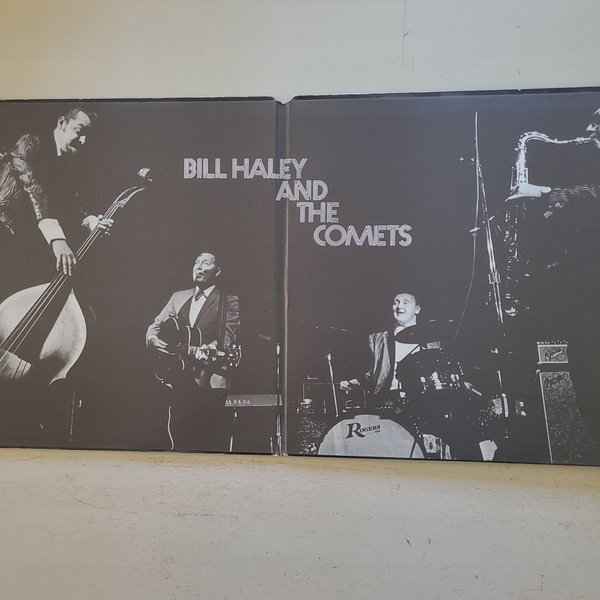 BILL HALEY
AND
THE
COMETS
ROGERS